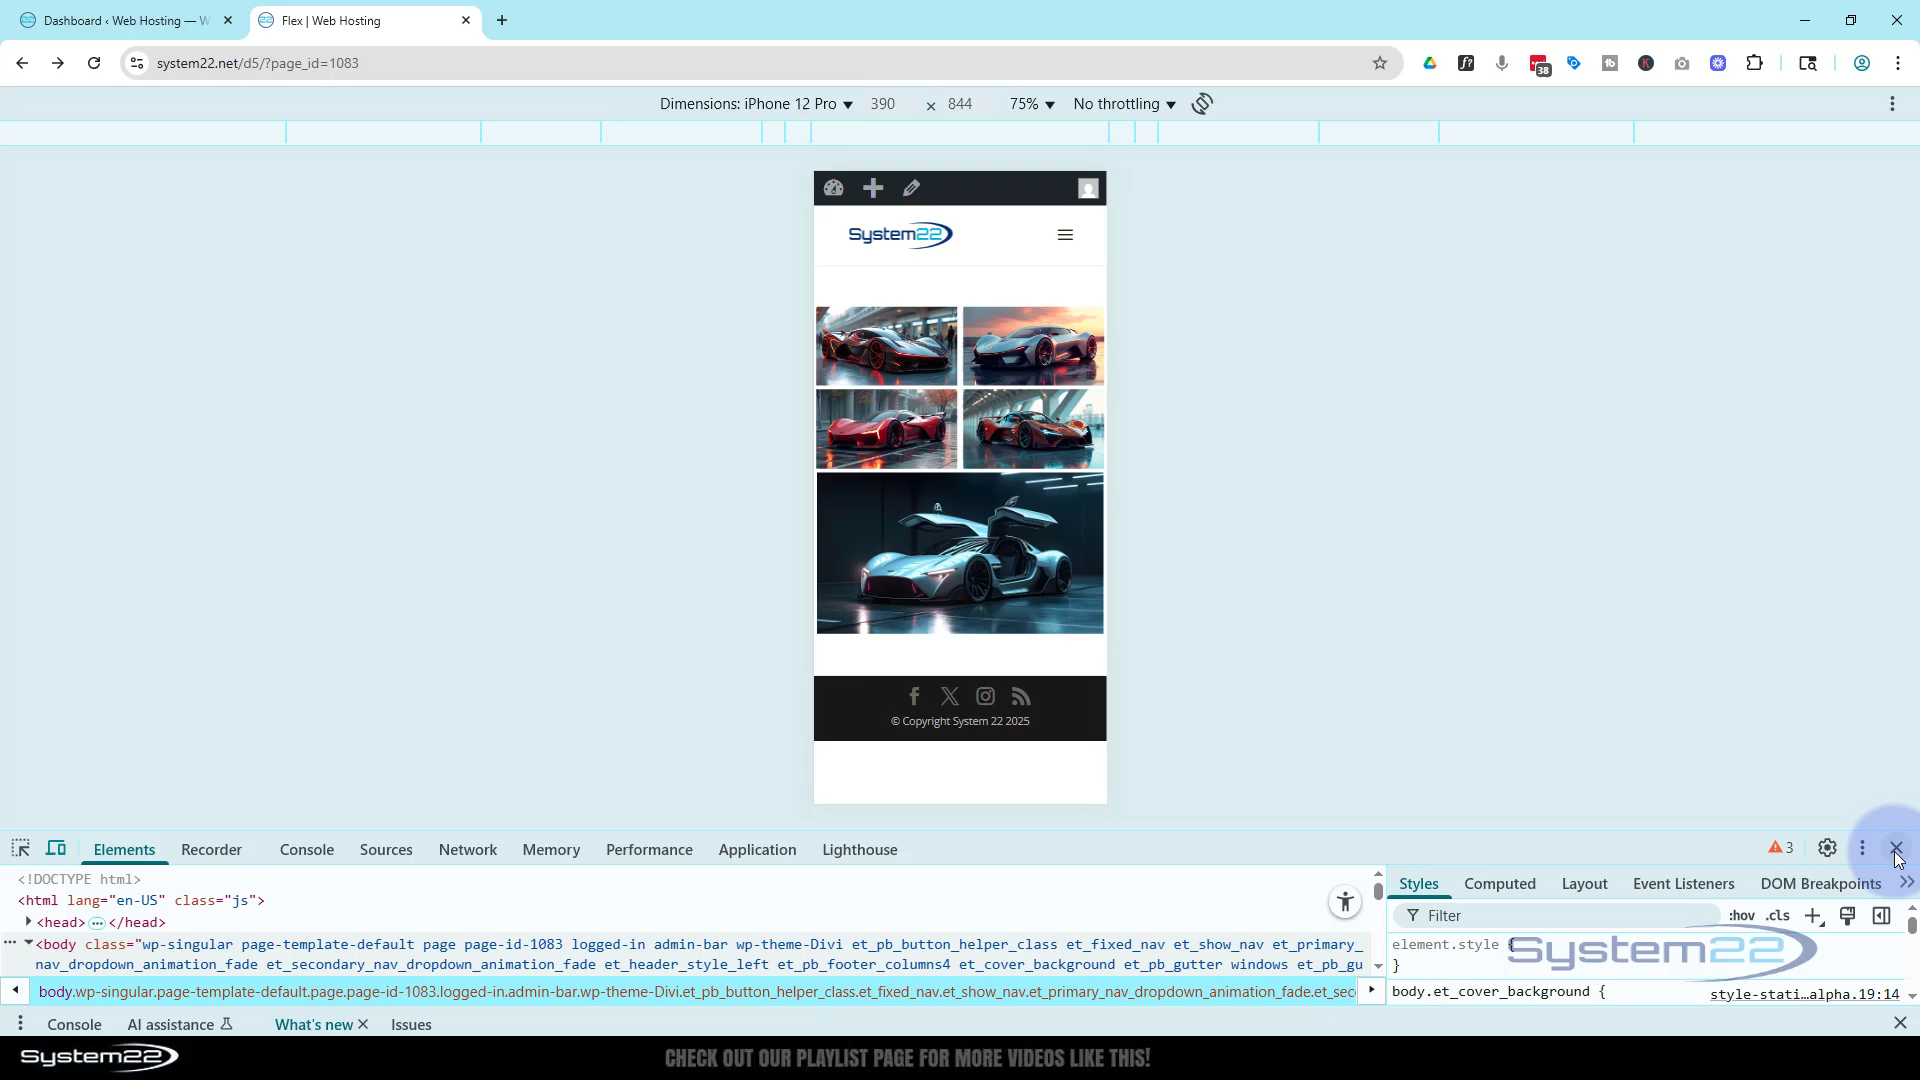 Dashboard ‹ Web Hosting — W
Flex | Web Hosting
system22.net/d5/?page_id=1083
38
Dimensions: iPhone 12 Pro ▼ 390 × 844 75% ▼ No throttling ▼
System22
© Copyright System 22 2025
Elements Recorder Console Sources Network Memory Performance Application Lighthouse
3
<!DOCTYPE html>
<html lang="en-US" class="js">
<head> ⋯ </head>
<body class="wp-singular page-template-default page page-id-1083 logged-in admin-bar wp-theme-Divi et_pb_button_helper_class et_fixed_nav et_show_nav et_primary_
nav_dropdown_animation_fade et_secondary_nav_dropdown_animation_fade et_header_style_left et_pb_footer_columns4 et_cover_background et_pb_gutter windows et_pb_gu
body.wp-singular.page-template-default.page.page-id-1083.logged-in.admin-bar.wp-theme-Divi.et_pb_button_helper_class.et_fixed_nav.et_show_nav.et_primary_nav_dropdown_animation_fade.et_sec
Styles Computed Layout Event Listeners DOM Breakpoints
Filter :hov .cls
element.style {
}
System22
body.et_cover_background {
style-stati…alpha.19:14
Console AI assistance What's new Issues
System22
CHECK OUT OUR PLAYLIST PAGE FOR MORE VIDEOS LIKE THIS!